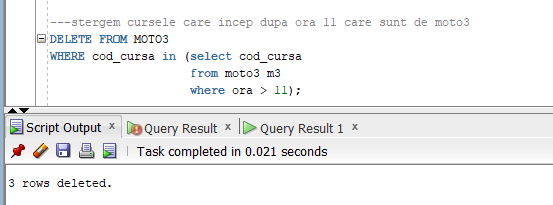 ---stergem cursele care incep dupa ora 11 care sunt de moto3
DELETE FROM MOTO3
WHERE cod_cursa in (select cod_cursa
from moto3 m3
where ora > 11);
Script Output x Query Result x Query Result 1 x
Task completed in 0.021 seconds
3 rows deleted.